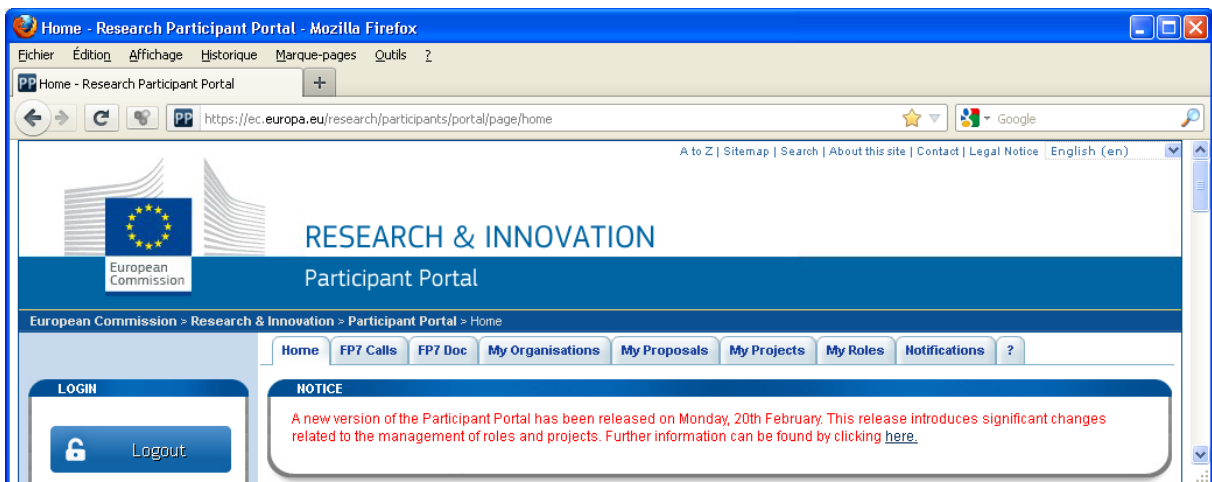 Home - Research Participant Portal - Mozilla Firefox
Fichier Édition Affichage Historique Marque-pages Outils ?
PP Home - Research Participant Portal +
PP https://ec.europa.eu/research/participants/portal/page/home Google
A to Z | Sitemap | Search | About this site | Contact | Legal Notice English (en)
RESEARCH & INNOVATION
European
Commission
Participant Portal
European Commission > Research & Innovation > Participant Portal > Home
Home FP7 Calls FP7 Doc My Organisations My Proposals My Projects My Roles Notifications ?
LOGIN
NOTICE
A new version of the Participant Portal has been released on Monday, 20th February. This release introduces significant changes
related to the management of roles and projects. Further information can be found by clicking here.
Logout